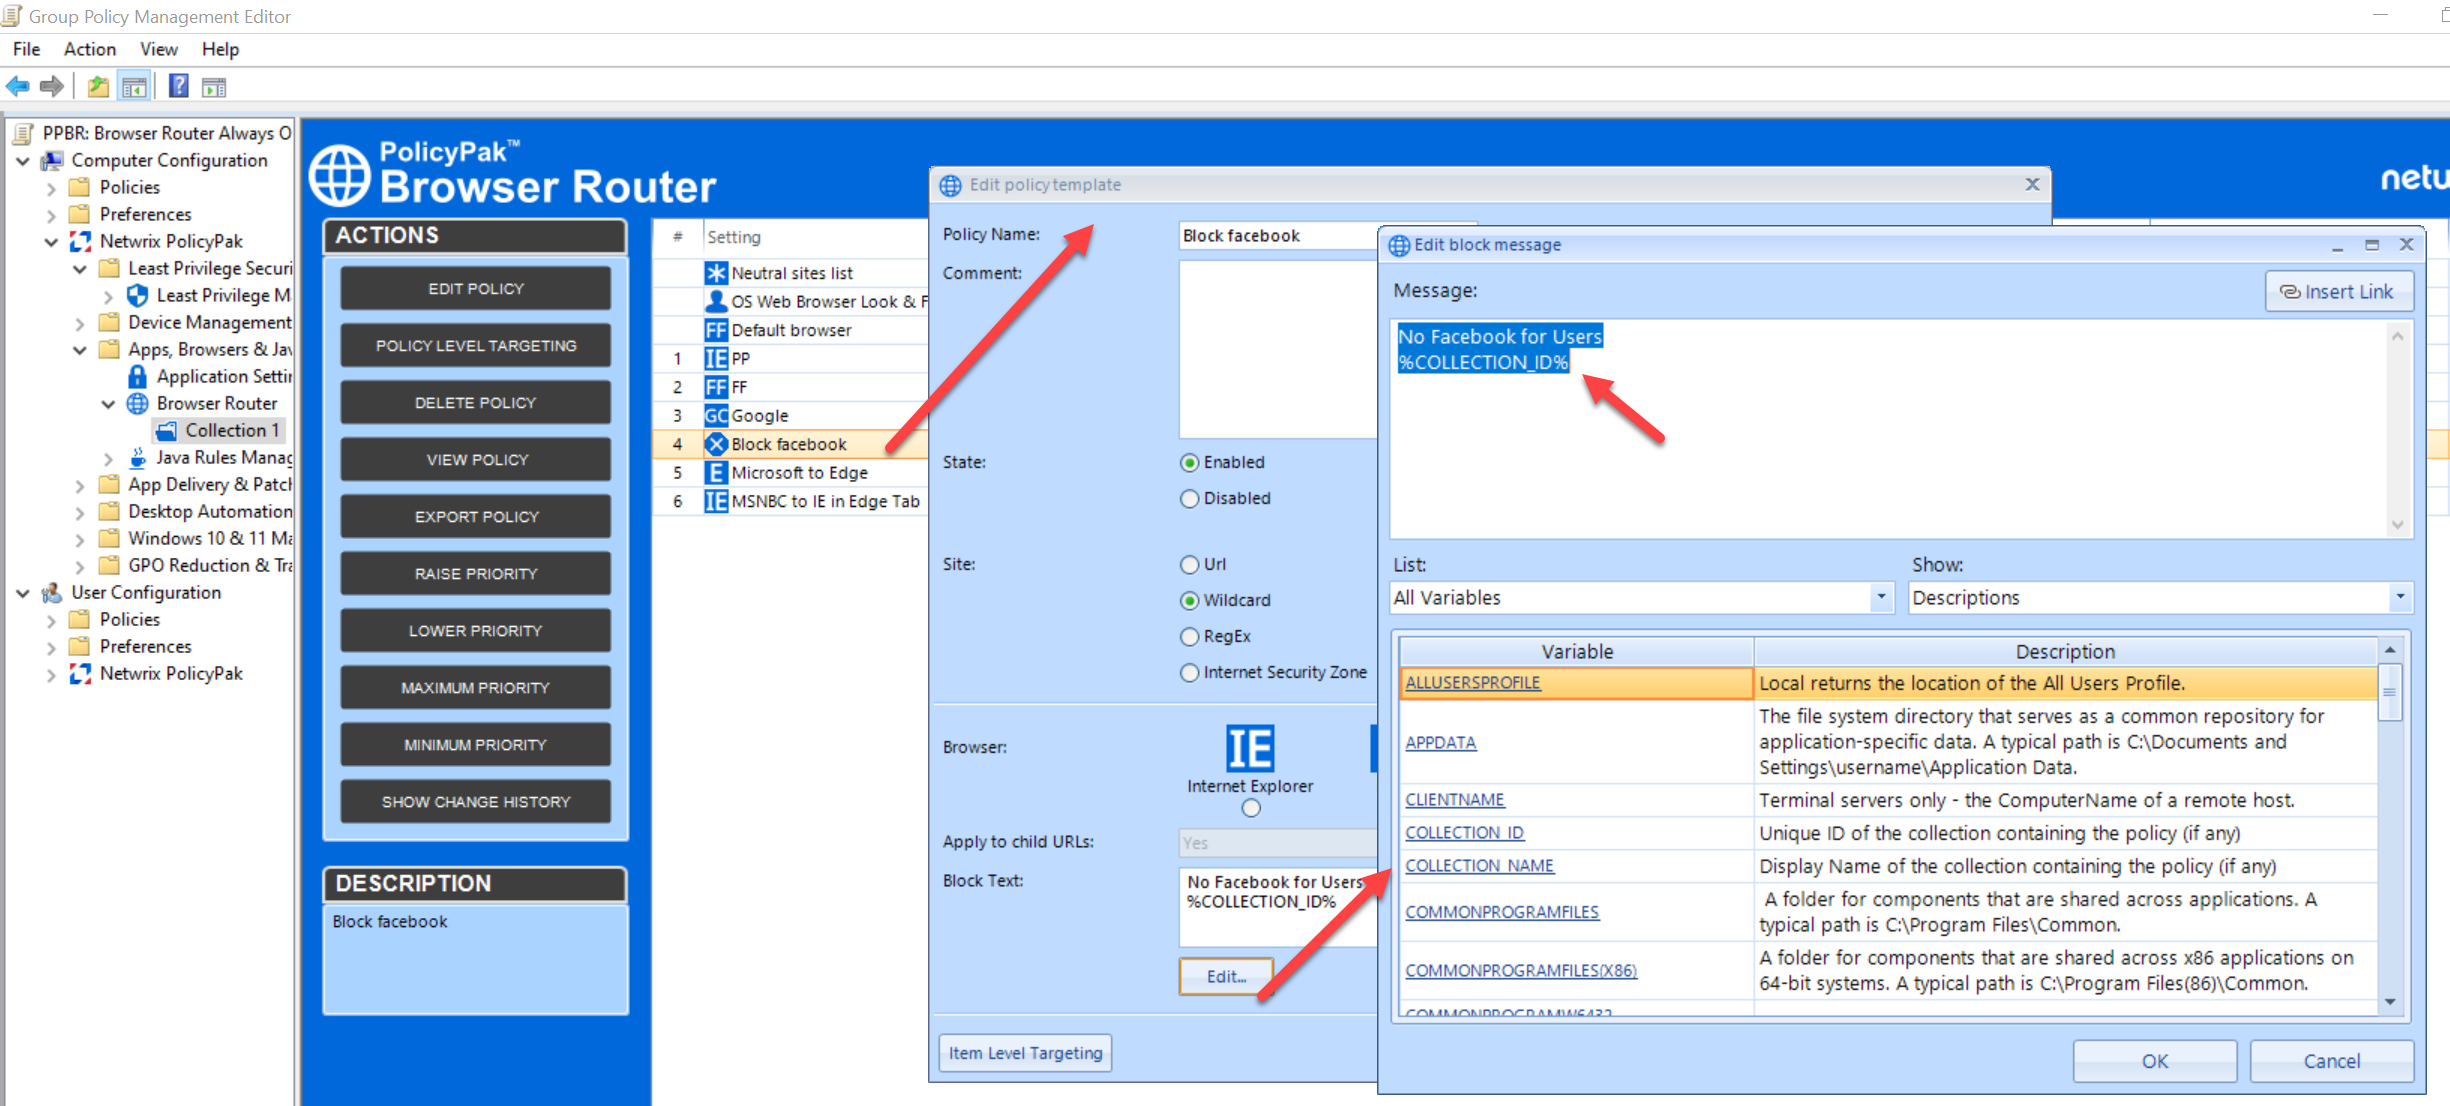 Group Policy Management Editor
File Action View Help
PPBR: Browser Router Always O
Computer Configuration
Policies
Preferences
Netwrix PolicyPak
Least Privilege Securi
Least Privilege M
Device Management
Apps, Browsers & Jav
Application Settin
Browser Router
Collection 1
Java Rules Manag
App Delivery & Patch
Desktop Automation
Windows 10 & 11 Ma
GPO Reduction & Tra
User Configuration
Policies
Preferences
Netwrix PolicyPak
PolicyPak™
Browser Router
netw
ACTIONS
EDIT POLICY
POLICY LEVEL TARGETING
DELETE POLICY
VIEW POLICY
EXPORT POLICY
RAISE PRIORITY
LOWER PRIORITY
MAXIMUM PRIORITY
MINIMUM PRIORITY
SHOW CHANGE HISTORY
DESCRIPTION
Block facebook
# Setting
Neutral sites list
OS Web Browser Look & F
FF Default browser
1 IE PP
2 FF FF
3 GC Google
4 Block facebook
5 E Microsoft to Edge
6 IE MSNBC to IE in Edge Tab
Edit policy template
Policy Name: Block facebook
Comment:
State: Enabled
Disabled
Site: Url
Wildcard
RegEx
Internet Security Zone
Browser: IE
Internet Explorer
Apply to child URLs: Yes
Block Text: No Facebook for Users
%COLLECTION_ID%
Edit...
Item Level Targeting
Edit block message
Message:
Insert Link
No Facebook for Users
%COLLECTION_ID%
List: Show:
All Variables Descriptions
Variable Description
ALLUSERSPROFILE Local returns the location of the All Users Profile.
APPDATA The file system directory that serves as a common repository for
application-specific data. A typical path is C:\Documents and
Settings\username\Application Data.
CLIENTNAME Terminal servers only - the ComputerName of a remote host.
COLLECTION_ID Unique ID of the collection containing the policy (if any)
COLLECTION_NAME Display Name of the collection containing the policy (if any)
COMMONPROGRAMFILES A folder for components that are shared across applications. A
typical path is C:\Program Files\Common.
COMMONPROGRAMFILES(X86) A folder for components that are shared across x86 applications on
64-bit systems. A typical path is C:\Program Files(86)\Common.
COMMONPROGRAMW6432
OK Cancel